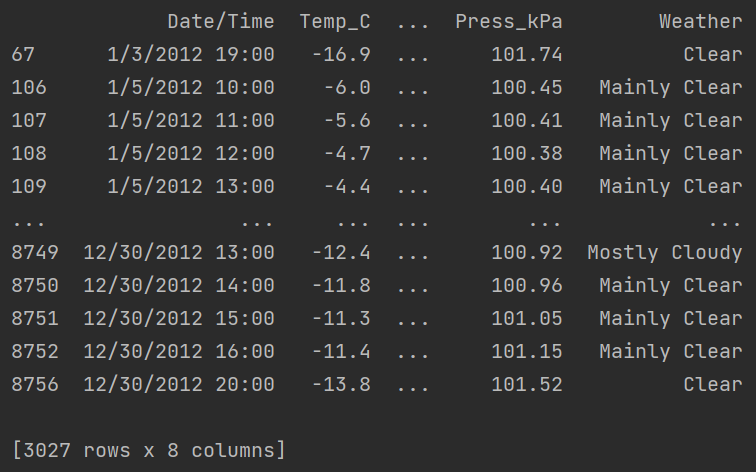 Date/Time Temp_C ... Press_kPa Weather
67 1/3/2012 19:00 -16.9 ... 101.74 Clear
106 1/5/2012 10:00 -6.0 ... 100.45 Mainly Clear
107 1/5/2012 11:00 -5.6 ... 100.41 Mainly Clear
108 1/5/2012 12:00 -4.7 ... 100.38 Mainly Clear
109 1/5/2012 13:00 -4.4 ... 100.40 Mainly Clear
... ... ... ... ... ...
8749 12/30/2012 13:00 -12.4 ... 100.92 Mostly Cloudy
8750 12/30/2012 14:00 -11.8 ... 100.96 Mainly Clear
8751 12/30/2012 15:00 -11.3 ... 101.05 Mainly Clear
8752 12/30/2012 16:00 -11.4 ... 101.15 Mainly Clear
8756 12/30/2012 20:00 -13.8 ... 101.52 Clear
[3027 rows x 8 columns]